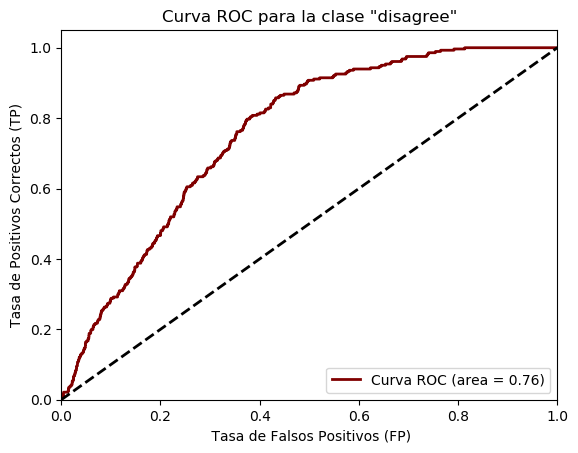 Curva ROC para la clase "disagree"
Tasa de Positivos Correctos (TP)
1.0
0.8
0.6
0.4
0.2
0.0
0.0 0.2 0.4 0.6 0.8 1.0
Curva ROC (area = 0.76)
Tasa de Falsos Positivos (FP)